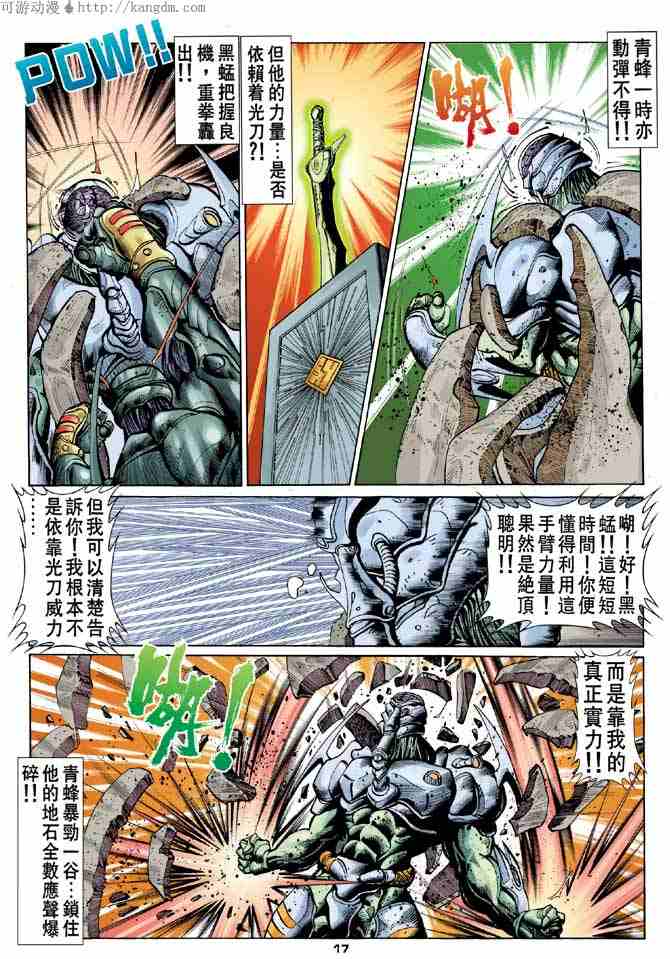 可游动漫-http://kangdm.com/
青蜂一時亦
動彈不得!!
嘲!
但他的力量…是否
依賴着光刀?!
黑蜢把握良
機，重拳轟
出!!
POW!!
嘲!好!黑
蜢!!這短短
時間!你便
懂得利用這
手臂力量!
果然是絶頂
聰明!!
但我可以清楚告
訴你!我根本不
是依靠光刀威力
……
而是靠我的
真正實力!!
嘲!
青蜂暴勁一谷…鎖住
他的地石全數應聲爆
碎!!
17